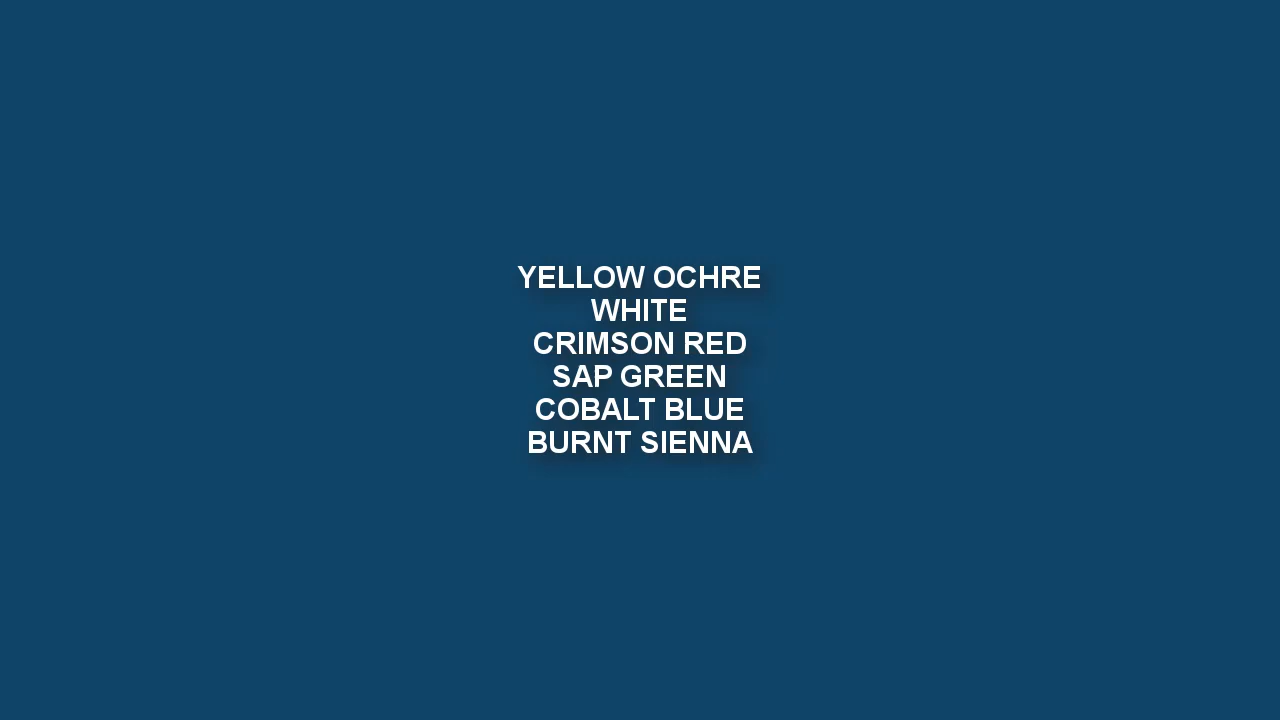 YELLOW OCHRE
WHITE
CRIMSON RED
SAP GREEN
COBALT BLUE
BURNT SIENNA